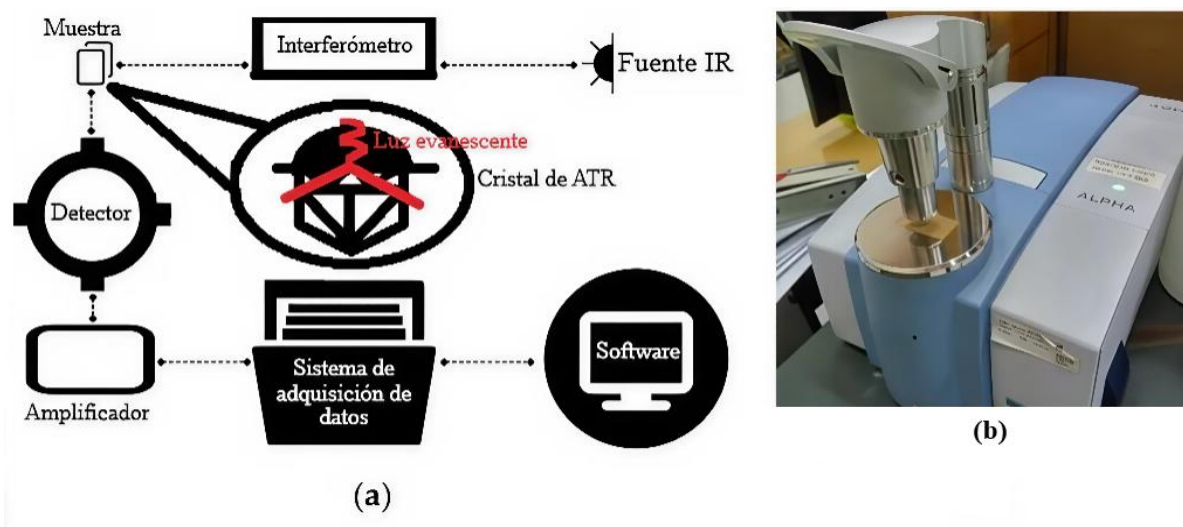 Muestra
Interferómetro
Fuente IR
Luz evanescente
Cristal de ATR
Detector
Amplificador
Sistema de
adquisición de
datos
Software
(a)
ALPHA
(b)